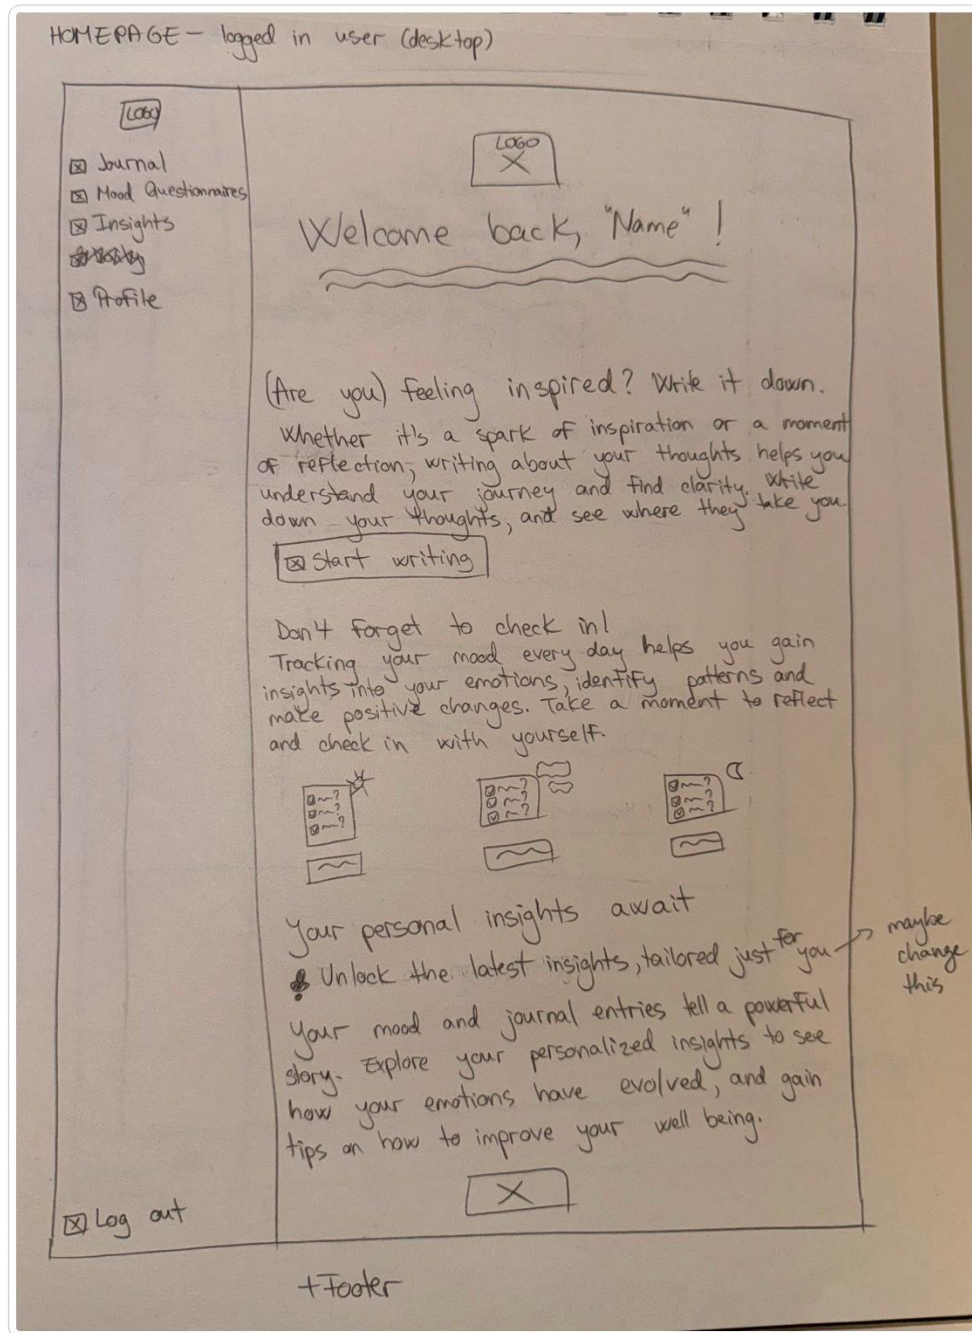 HOMEPAGE - logged in user (desktop)
LOGO
Journal
Mood Questionnaires
Insights
Profile
Log out
LOGO
Welcome back, "Name" !
(Are you) feeling inspired? Write it down.
Whether it's a spark of inspiration or a moment
of reflection, writing about your thoughts helps you
understand your journey and find clarity. Write
down your thoughts, and see where they take you.
Start writing
Don't forget to check in!
Tracking your mood every day helps you gain
insights into your emotions, identify patterns and
make positive changes. Take a moment to reflect
and check in with yourself.
Your personal insights await
Unlock the latest insights, tailored just for you
maybe
change
this
Your mood and journal entries tell a powerful
story. Explore your personalized insights to see
how your emotions have evolved, and gain
tips on how to improve your well being.
+Footer